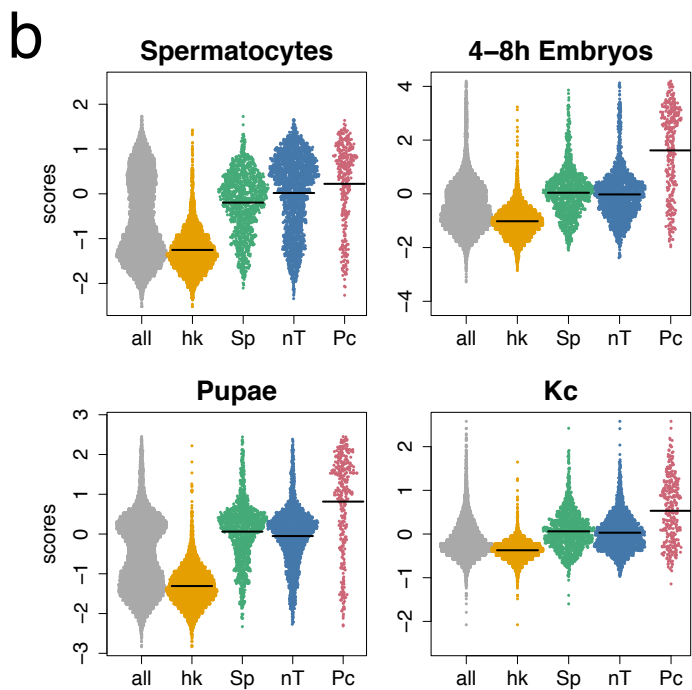 b
Spermatocytes
scores
2
1
0
−1
−2
all hk Sp nT Pc
4−8h Embryos
4
2
0
−2
−4
all hk Sp nT Pc
Pupae
scores
3
2
1
0
−1
−2
−3
all hk Sp nT Pc
Kc
2
1
0
−1
−2
all hk Sp nT Pc